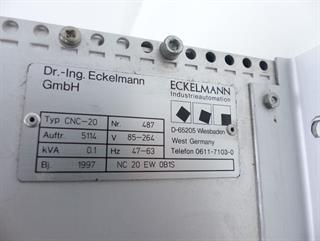 Dr.-Ing. Eckelmann
GmbH
ECKELMANN
Industrieautomation
D-65205 Wiesbaden
West Germany
Telefon 0611-7103-0
Typ CNC-20 Nr. 487
Auftr. 5114 V 85-264
kVA 0.1 Hz 47-63
Bj. 1997 NC 20 EW 0B1S